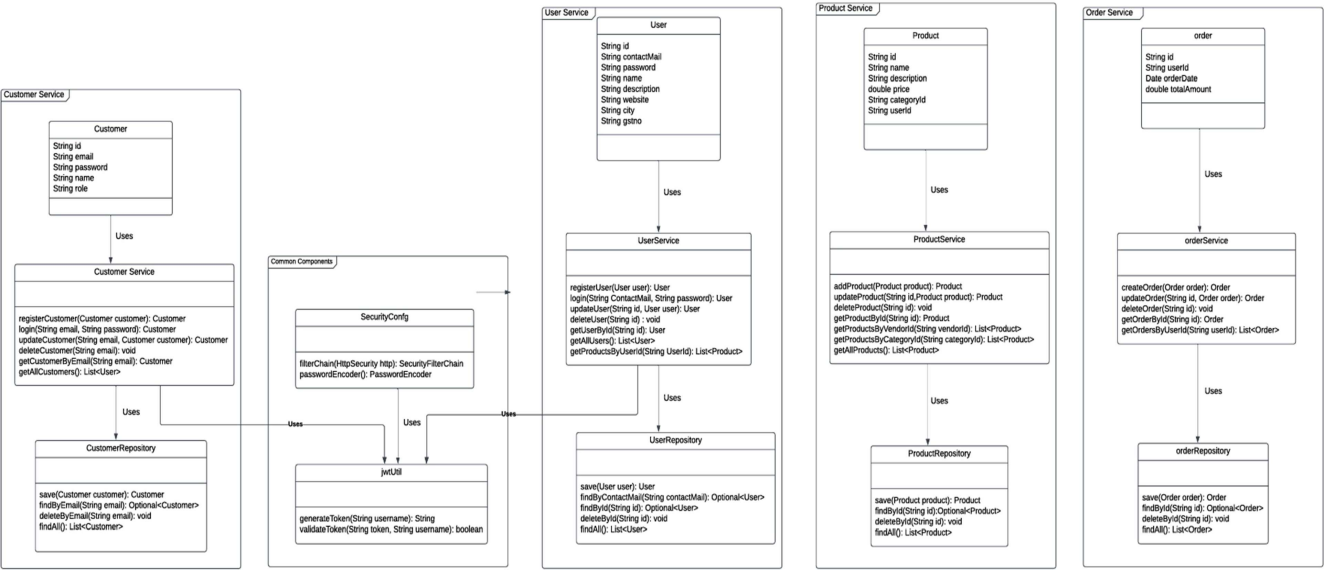 Customer Service
Customer
String id
String email
String password
String name
String role
Uses
Customer Service
registerCustomer(Customer customer): Customer
login(String email, String password): Customer
updateCustomer(String email, Customer customer): Customer
deleteCustomer(String email): void
getCustomerByEmail(String email): Customer
getAllCustomers(): List<User>
Uses
Uses
CustomerRepository
save(Customer customer): Customer
findByEmail(String email): Optional<Customer>
deleteByEmail(String email): void
findAll(): List<Customer>
Common Components
SecurityConfg
filterChain(HttpSecurity http): SecurityFilterChain
passwordEncoder(): PasswordEncoder
Uses
jwtUtil
generateToken(String username): String
validateToken(String token, String username): boolean
User Service
User
String id
String contactMail
String password
String name
String description
String website
String city
String gstno
Uses
UserService
registerUser(User user): User
login(String ContactMail, String password): User
updateUser(String id, User user): User
deleteUser(String id) : void
getUserById(String id): User
getAllUsers(): List<User>
getProductsByUserId(String UserId): List<Product>
Uses
Uses
UserRepository
save(User user): User
findByContactMail(String contactMail): Optional<User>
findById(String id): Optional<User>
deleteById(String id): void
findAll(): List<User>
Product Service
Product
String id
String name
String description
double price
String categoryId
String userId
Uses
ProductService
addProduct(Product product): Product
updateProduct(String id,Product product): Product
deleteProduct(String id): void
getProductById(String id): Product
getProductsByVendorId(String vendorId): List<Product>
getProductsByCategoryId(String categoryId): List<Product>
getAllProducts(): List<Product>
Uses
ProductRepository
save(Product product): Product
findById(String id):Optional<Product>
deleteById(String id): void
findAll(): List<Product>
Order Service
order
String id
String userId
Date orderDate
double totalAmount
Uses
orderService
createOrder(Order order): Order
updateOrder(String id, Order order): Order
deleteOrder(String id): void
getOrderById(String id): Order
getOrdersByUserId(String userId): List<Order>
Uses
orderRepository
save(Order order): Order
findById(String id): Optional<Order>
deleteById(String id): void
findAll(): List<Order>